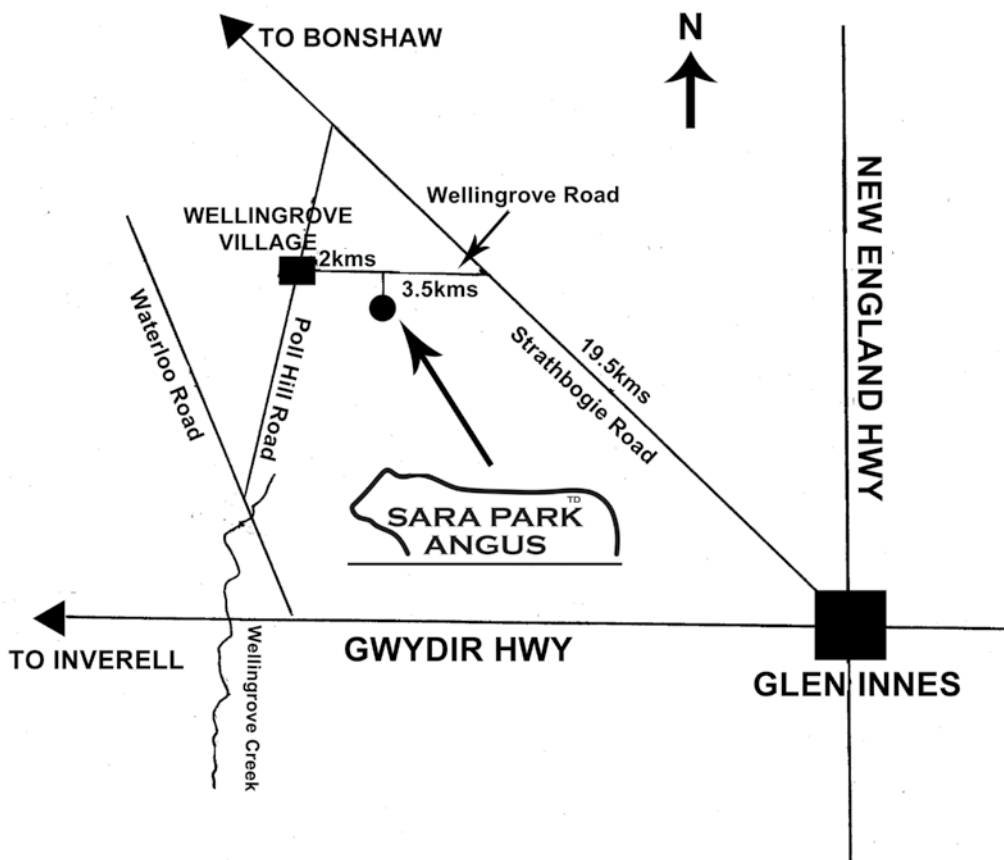 TO BONSHAW
N
Wellingrove Road
WELLINGROVE
VILLAGE
2kms
3.5kms
NEW ENGLAND HWY
Waterloo Road
Poll Hill Road
19.5kms
Strathbogie Road
SARA PARK
TD
ANGUS
TO INVERELL
Wellingrove Creek
GWYDIR HWY
GLEN INNES